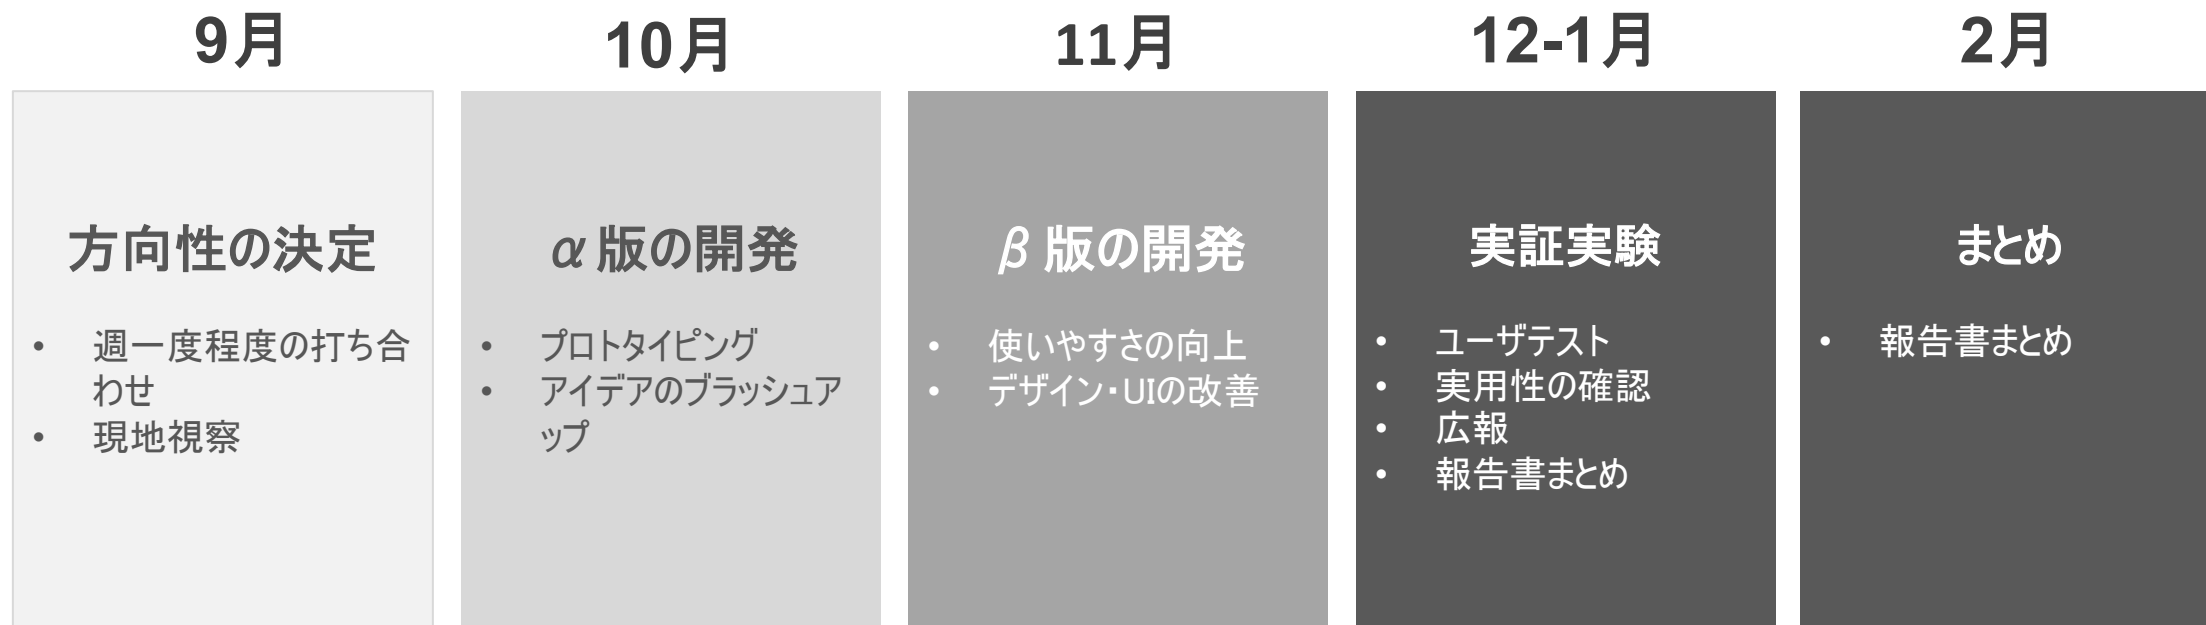 9月
方向性の決定
• 週一度程度の打ち合
わせ
• 現地視察
10月
α版の開発
• プロトタイピング
• アイデアのブラッシュア
ップ
11月
β版の開発
• 使いやすさの向上
• デザイン・UIの改善
12-1月
実証実験
• ユーザテスト
• 実用性の確認
• 広報
• 報告書まとめ
2月
まとめ
• 報告書まとめ